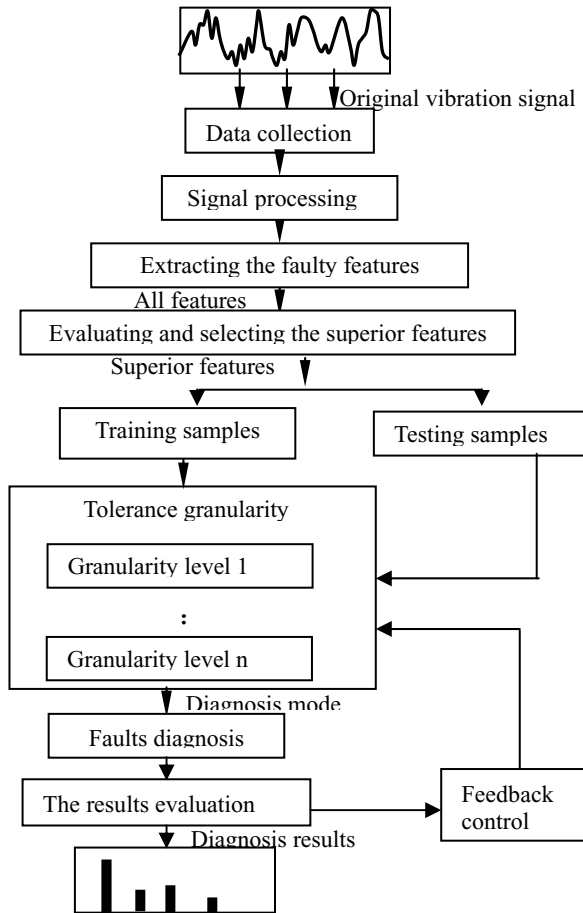 Original vibration signal
Data collection
Signal processing
Extracting the faulty features
All features
Evaluating and selecting the superior features
Superior features
Training samples
Testing samples
Tolerance granularity
Granularity level 1
:
Granularity level n
Diagnosis mode
Faults diagnosis
The results evaluation
Feedback
control
Diagnosis results